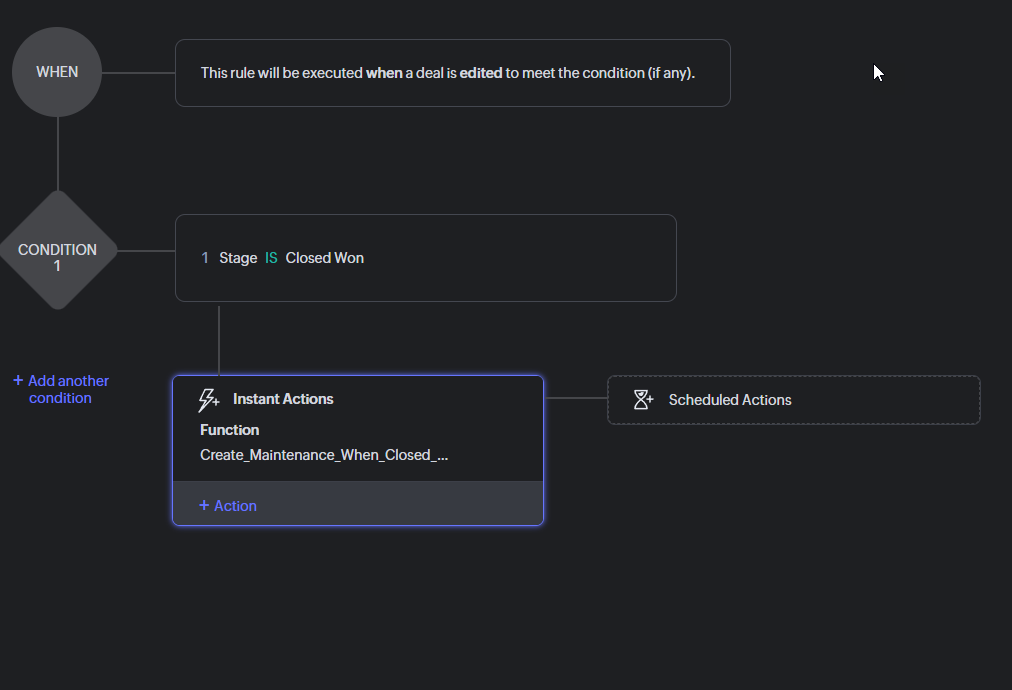 WHEN
This rule will be executed when a deal is edited to meet the condition (if any).
CONDITION
1
1 Stage IS Closed Won
+ Add another
condition
Instant Actions
Function
Create_Maintenance_When_Closed_...
+ Action
Scheduled Actions